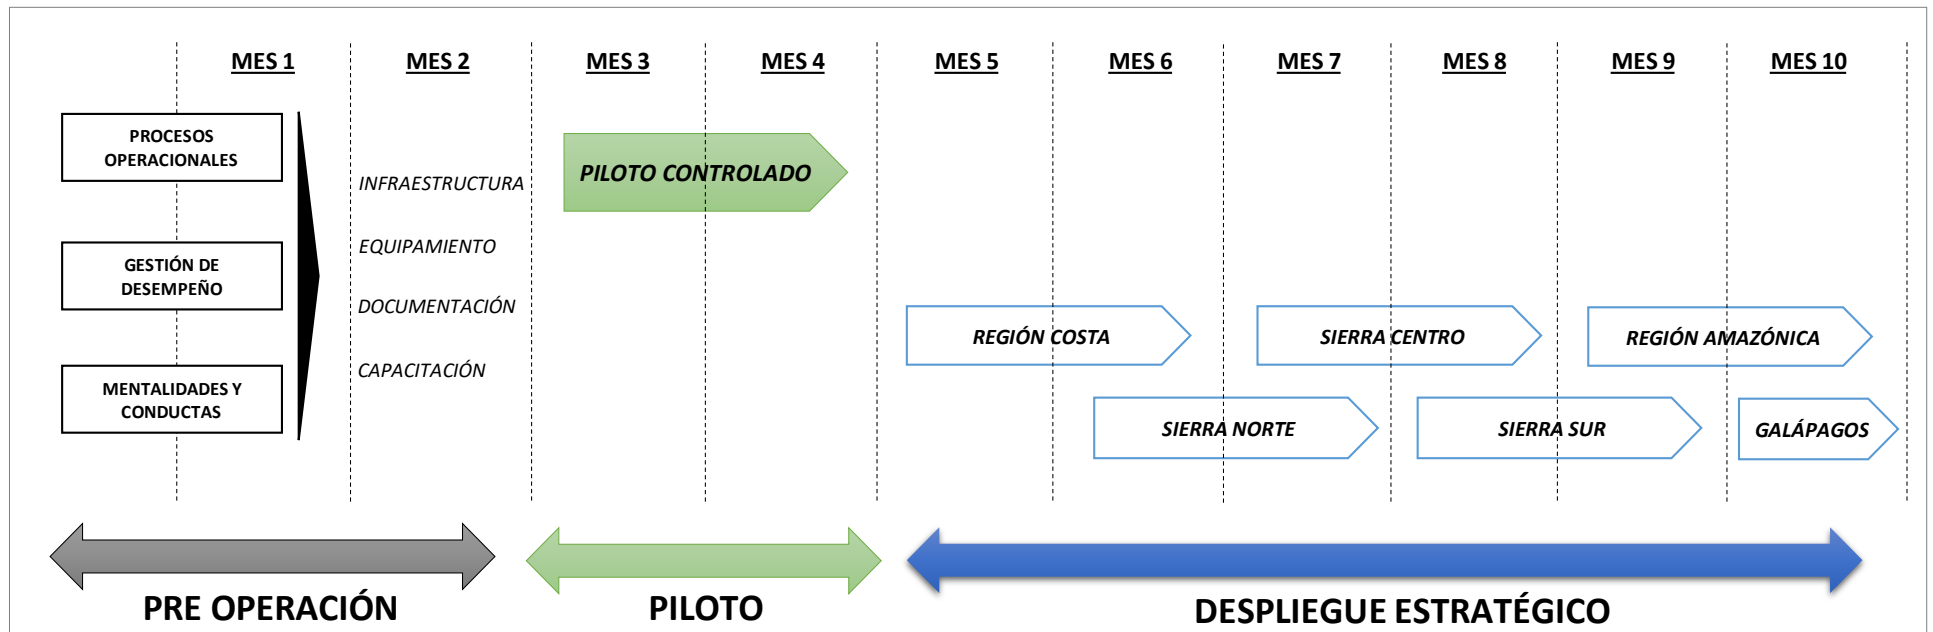 MES 1
MES 2
MES 3
MES 4
MES 5
MES 6
MES 7
MES 8
MES 9
MES 10
PROCESOS
OPERACIONALES
GESTIÓN DE
DESEMPEÑO
MENTALIDADES Y
CONDUCTAS
INFRAESTRUCTURA
EQUIPAMIENTO
DOCUMENTACIÓN
CAPACITACIÓN
PILOTO CONTROLADO
REGIÓN COSTA
SIERRA CENTRO
REGIÓN AMAZÓNICA
SIERRA NORTE
SIERRA SUR
GALÁPAGOS
PRE OPERACIÓN
PILOTO
DESPLIEGUE ESTRATÉGICO